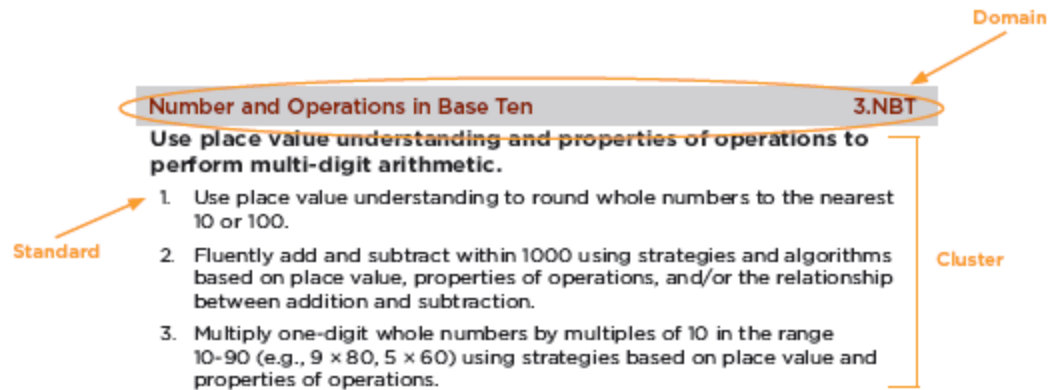 Domain
Number and Operations in Base Ten 3.NBT
Use place value understanding and properties of operations to
perform multi-digit arithmetic.
1. Use place value understanding to round whole numbers to the nearest
10 or 100.
Standard
2. Fluently add and subtract within 1000 using strategies and algorithms
based on place value, properties of operations, and/or the relationship
between addition and subtraction.
Cluster
3. Multiply one-digit whole numbers by multiples of 10 in the range
10-90 (e.g., 9 × 80, 5 × 60) using strategies based on place value and
properties of operations.